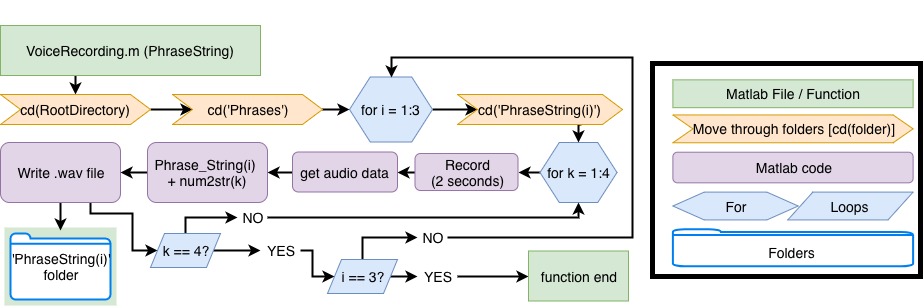 VoiceRecording.m (PhraseString)
cd(RootDirectory)
cd('Phrases')
for i = 1:3
cd('PhraseString(i)')
Write .wav file
Phrase_String(i)
+ num2str(k)
get audio data
Record
(2 seconds)
for k = 1:4
NO
k == 4?
YES
NO
i == 3?
YES
function end
'PhraseString(i)'
folder
Matlab File / Function
Move through folders [cd(folder)]
Matlab code
For
Loops
Folders